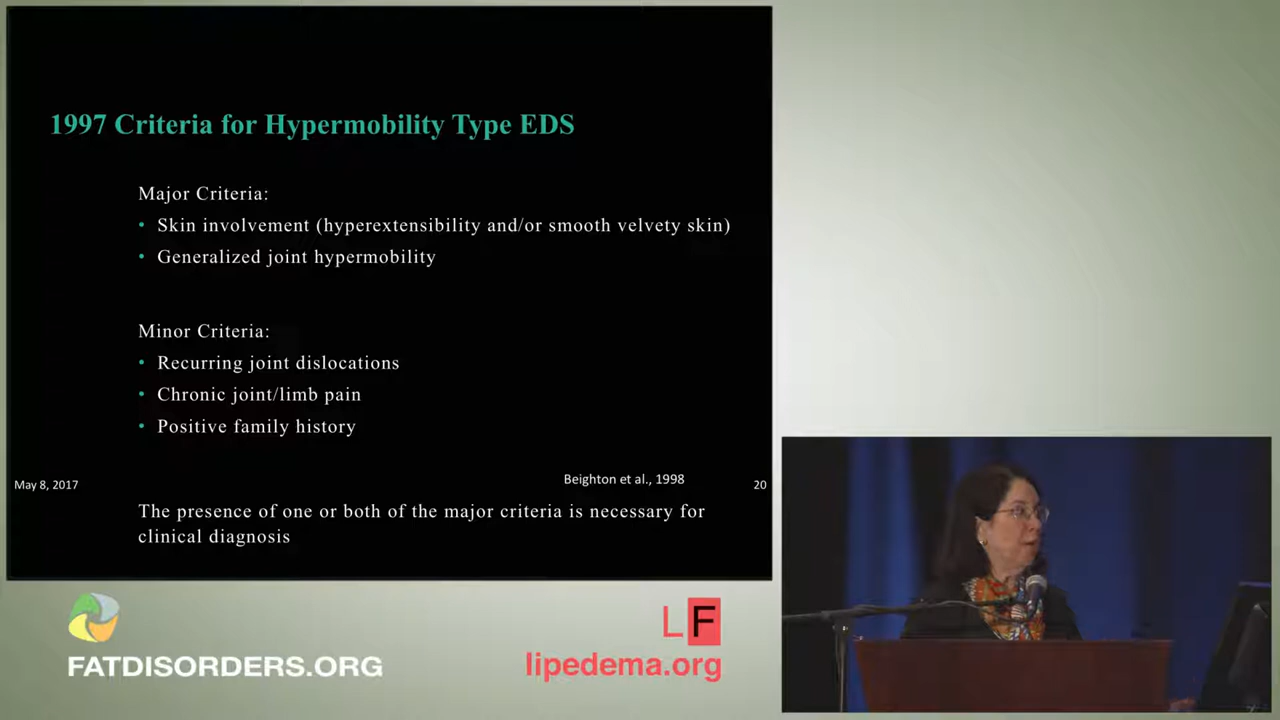 1997 Criteria for Hypermobility Type EDS
Major Criteria:
• Skin involvement (hyperextensibility and/or smooth velvety skin)
• Generalized joint hypermobility
Minor Criteria:
• Recurring joint dislocations
• Chronic joint/limb pain
• Positive family history
May 8, 2017
Beighton et al., 1998
20
The presence of one or both of the major criteria is necessary for
clinical diagnosis
FATDISORDERS.ORG
LF
lipedema.org